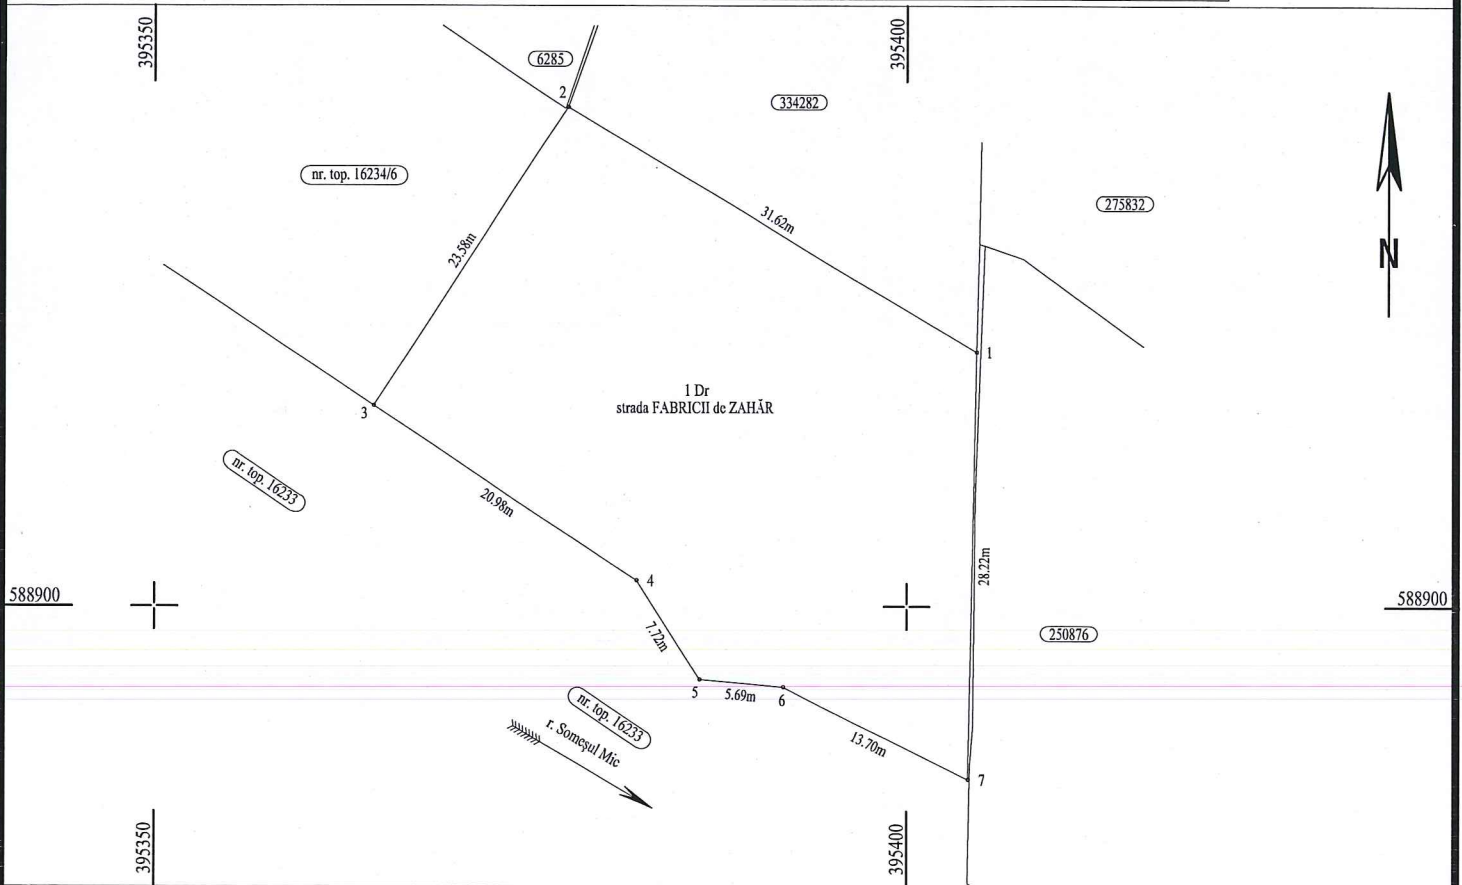 395350
395400
6285
2
334282
nr. top. 16234/6
275832
31.62m
23.58m
N
1
1 Dr
strada FABRICII de ZAHĂR
3
nr. top. 16233
20.98m
28.22m
4
588900
588900
7.72m
250876
5
5.69m
6
nr. top. 16233
r. Someşul Mic
13.70m
7
395350
395400